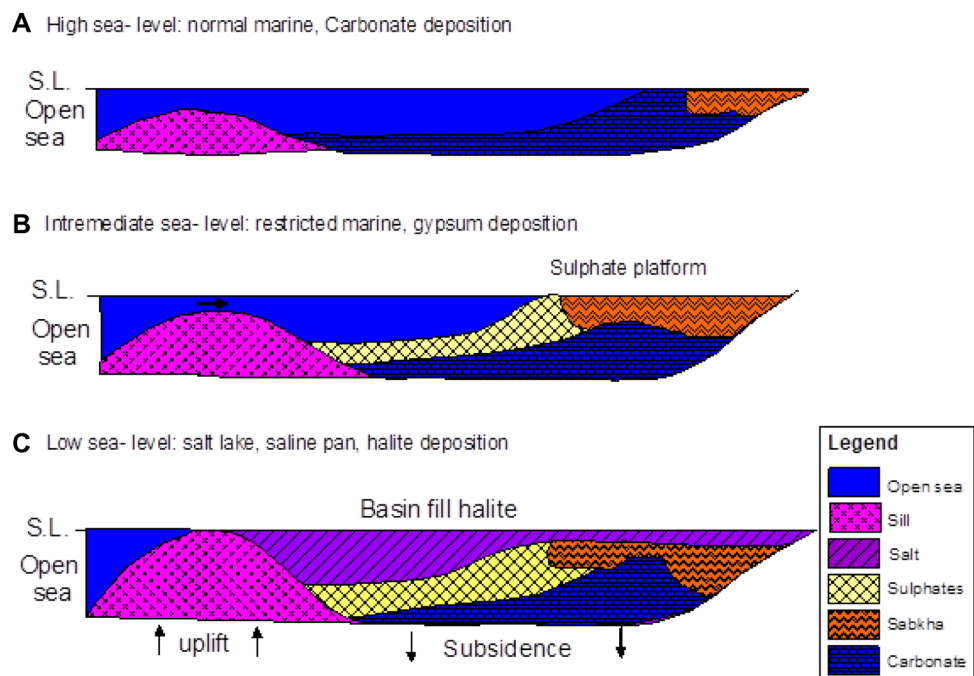 A High sea- level: normal marine, Carbonate deposition
S.L.
Open
sea
B Intremediate sea- level: restricted marine, gypsum deposition
Sulphate platform
S.L.
Open
sea
C Low sea- level: salt lake, saline pan, halite deposition
Basin fill halite
S.L.
Open
sea
uplift
Subsidence
Legend
Open sea
Sill
Salt
Sulphates
Sabkha
Carbonate